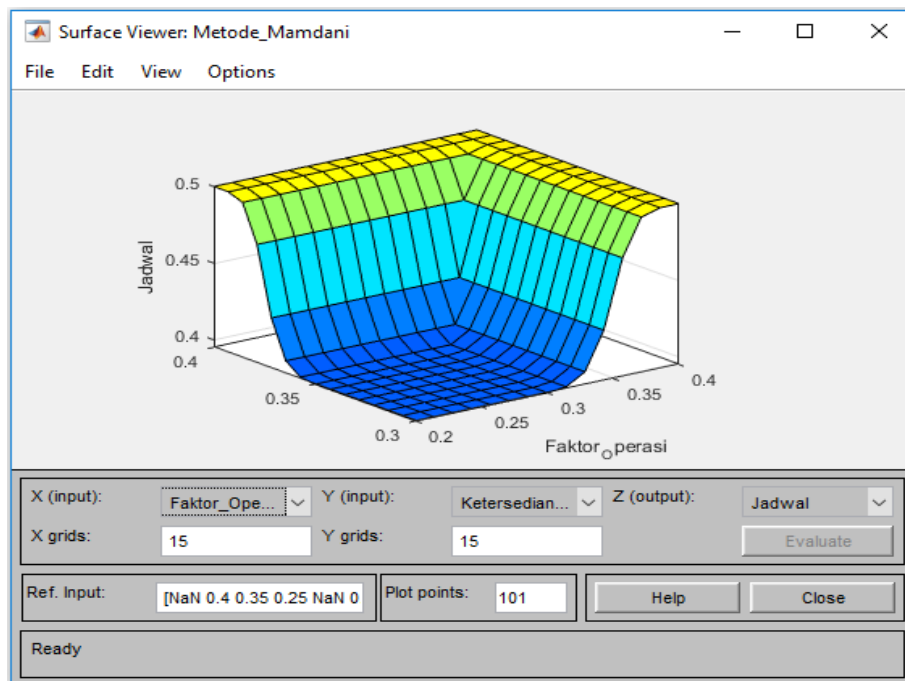 Surface Viewer: Metode_Mamdani
File Edit View Options
0.5
0.45
0.4
Jadwal
0.4
0.35
0.3
0.2
0.25
0.3
0.35
0.4
Faktor_Operasi
X (input): Faktor_Ope... Y (input): Ketersedian... Z (output): Jadwal
X grids: 15 Y grids: 15 Evaluate
Ref. Input: [NaN 0.4 0.35 0.25 NaN 0 Plot points: 101 Help Close
Ready